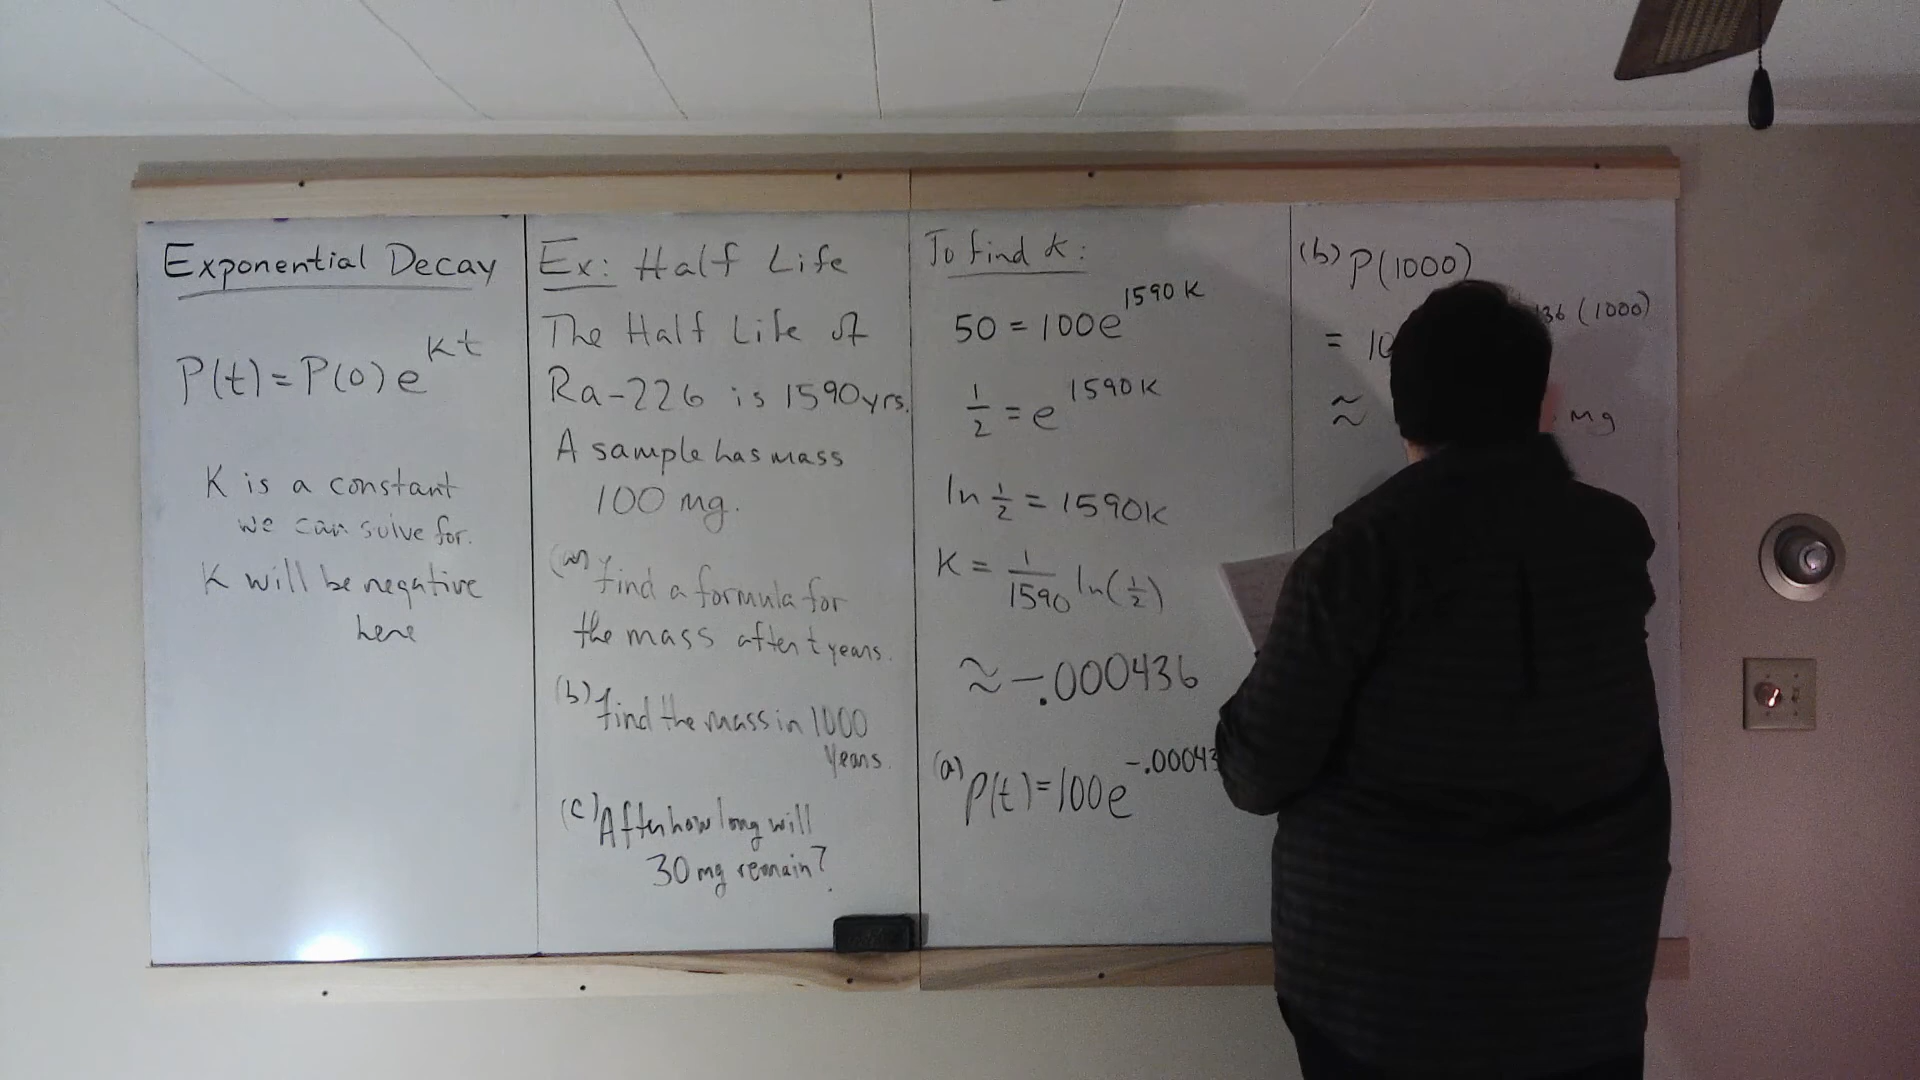 Exponential Decay
P(t) = P(0) e^{Kt}
K is a constant
we can solve for.
K will be negative
here
Ex: Half Life
The Half Life of
Ra-226 is 1590 yrs.
A sample has mass
100 mg.
(a) find a formula for
the mass after t years.
(b) find the mass in 1000
years.
(c) After how long will
30 mg remain?
To find K:
50 = 100e^{1590K}
1/2 = e^{1590K}
ln 1/2 = 1590K
K = 1/1590 ln(1/2)
≈ -.000436
(a) P(t) = 100e^{-.00043
(b) P(1000)
= 10 36 (1000)
≈ mg